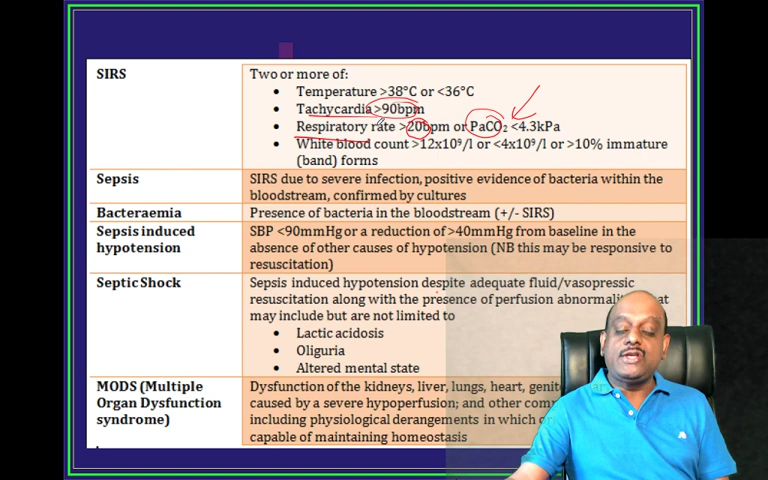 SIRS
Two or more of:
• Temperature >38°C or <36°C
• Tachycardia >90bpm
• Respiratory rate >20bpm or PaCO₂ <4.3kPa
• White blood count >12x10⁹/l or <4x10⁹/l or >10% immature
(band) forms
Sepsis
SIRS due to severe infection, positive evidence of bacteria within the
bloodstream, confirmed by cultures
Bacteraemia
Presence of bacteria in the bloodstream (+/- SIRS)
Sepsis induced
hypotension
SBP <90mmHg or a reduction of >40mmHg from baseline in the
absence of other causes of hypotension (NB this may be responsive to
resuscitation)
Septic Shock
Sepsis induced hypotension despite adequate fluid/vasopressic
resuscitation along with the presence of perfusion
may include but are not limited to
• Lactic acidosis
• Oliguria
• Altered mental state
MODS (Multiple
Organ Dysfunction
syndrome)
Dysfunction of the kidneys, liver, lungs, heart,
caused by a severe hypoperfusion; and other
including physiological derangements in which
capable of maintaining homeostasis